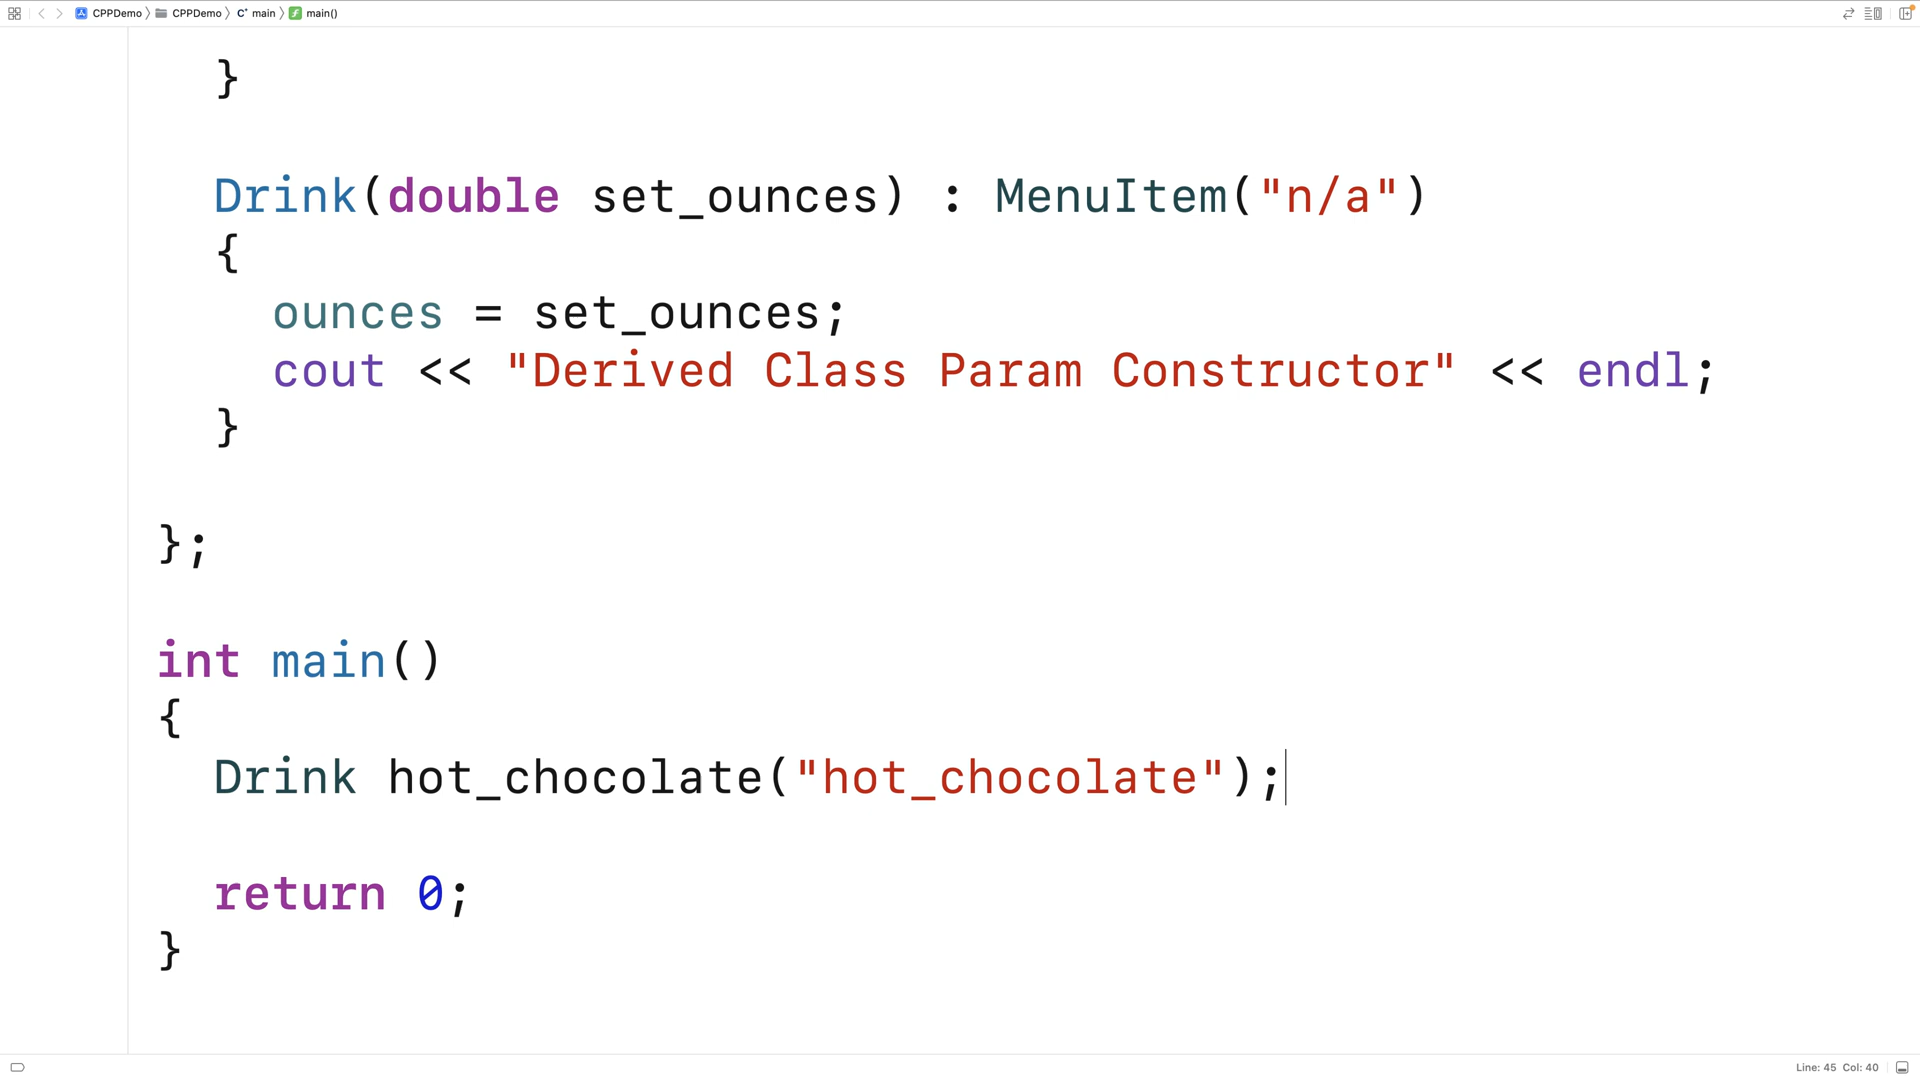 CPPDemo CPPDemo C+ main f main()
}
Drink(double set_ounces) : MenuItem("n/a")
{
ounces = set_ounces;
cout << "Derived Class Param Constructor" << endl;
}
};
int main()
{
Drink hot_chocolate("hot_chocolate");
return 0;
}
Line: 45 Col: 40